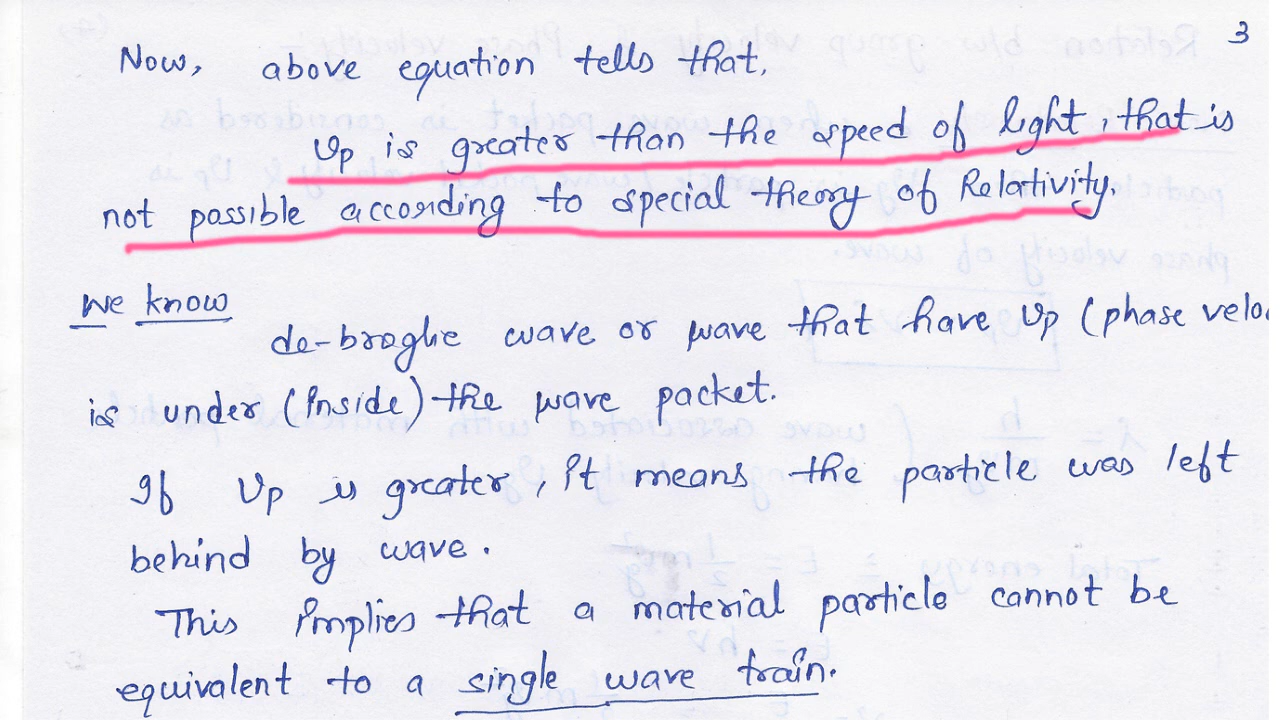 3
Now, above equation tells that,
Vp is greater than the speed of light, that is
not possible according to special theory of Relativity.
we know
de-broglie wave or wave that have Vp (phase velo
is under (Inside) the wave packet.
If Vp is greater, it means the particle was left
behind by wave.
This implies that a material particle cannot be
equivalent to a single wave train.